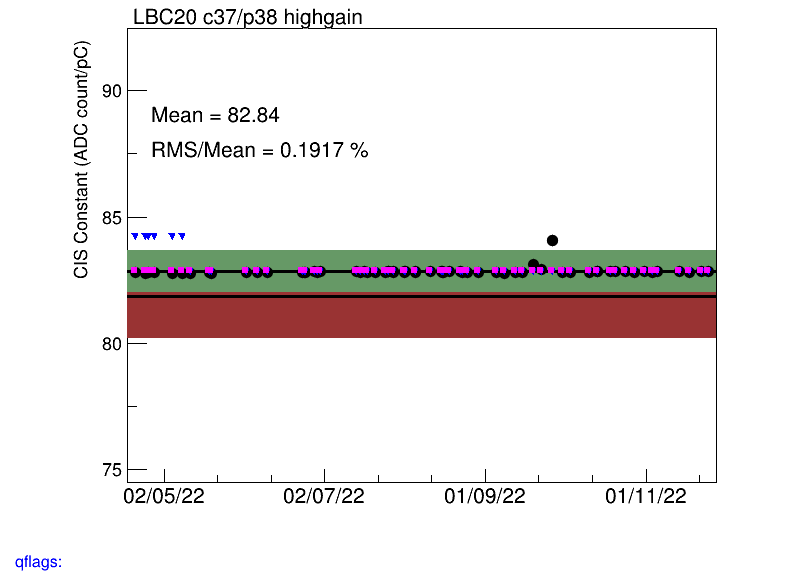 LBC20 c37/p38 highgain
CIS Constant (ADC count/pC)
Mean = 82.84
RMS/Mean = 0.1917 %
90
85
80
75
02/05/22 02/07/22 01/09/22 01/11/22
qflags: